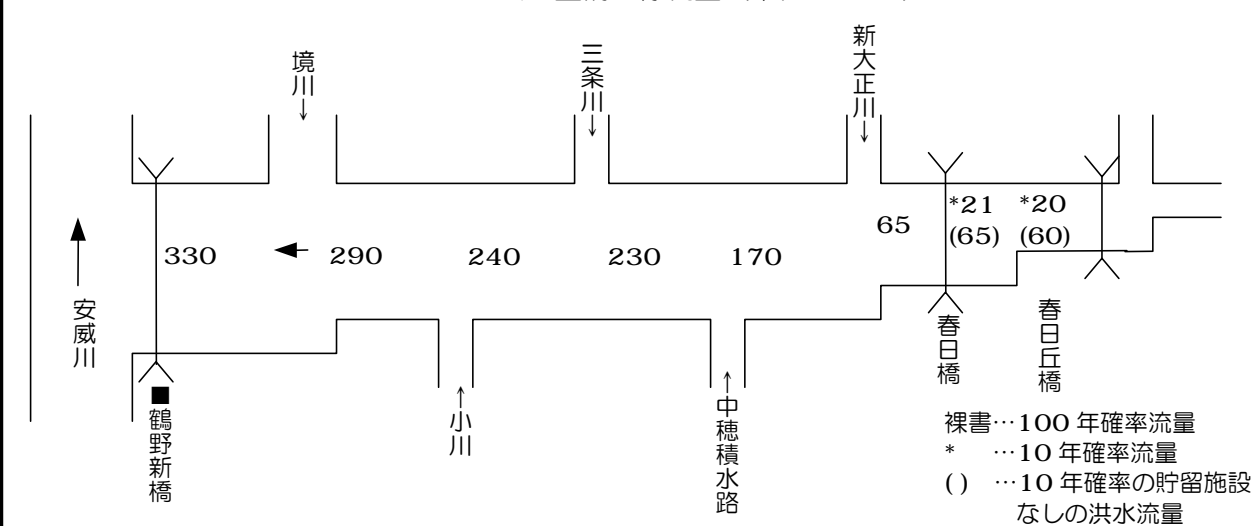 境川↓
三条川↓
新大正川↓
*21
(65)
*20
(60)
65
330
290
240
230
170
安威川
■鶴野新橋
↑小川
↑中穂積水路
春日橋
春日丘橋
裸書…100年確率流量
* …10年確率流量
( ) …10年確率の貯留施設
なしの洪水流量